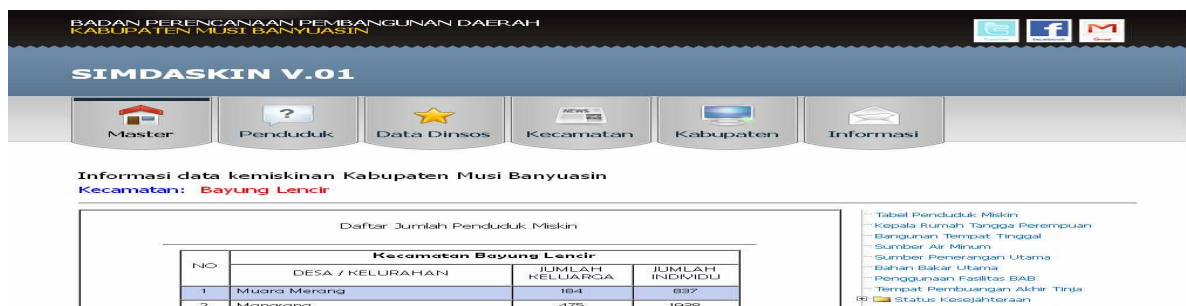 BADAN PERENCANAAN PEMBANGUNAN DAERAH
KABUPATEN MUSI BANYUASIN
SIMDASKIN V.01
Master Penduduk Data Dinsos Kecamatan Kabupaten Informasi
Informasi data kemiskinan Kabupaten Musi Banyuasin
Kecamatan: Bayung Lencir
Daftar Jumlah Penduduk Miskin
Kecamatan Bayung Lencir
NO DESA / KELURAHAN JUMLAH KELUARGA JUMLAH INDIVIDU
1 Muara Merang 184 837
Tabel Penduduk Miskin
Kepala Rumah Tangga Perempuan
Bangunan Tempat Tinggal
Sumber Air Minum
Sumber Penerangan Utama
Bahan Bakar Utama
Penggunaan Fasilitas BAB
Tempat Pembuangan Akhir Tinja
Status Kesejahteraan